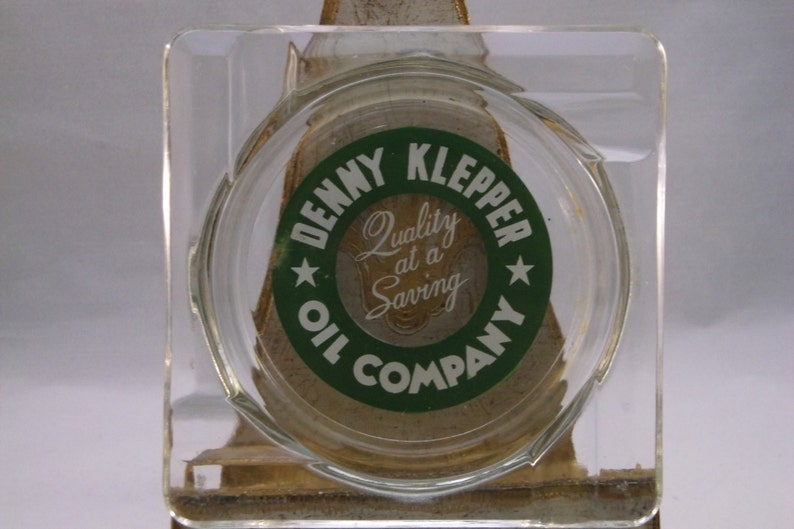 DENNY KLEPPER
Quality
at a
Saving
OIL COMPANY